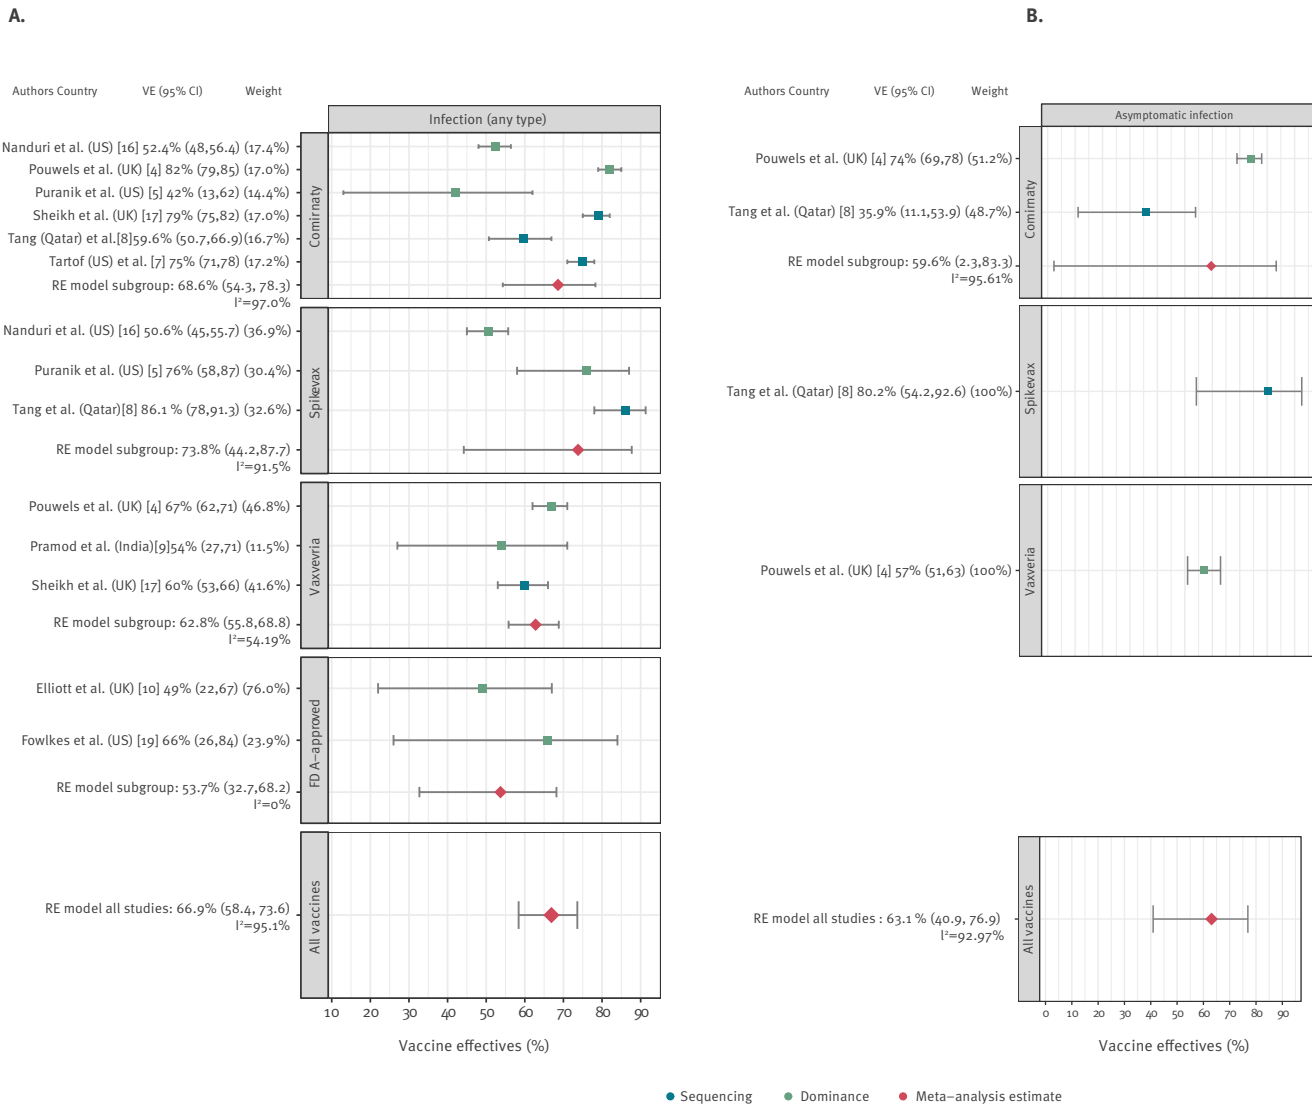 A.
Authors Country VE (95% CI) Weight
Infection (any type)
Comirnaty
Nanduri et al. (US) [16] 52.4% (48,56.4) (17.4%)
Pouwels et al. (UK) [4] 82% (79,85) (17.0%)
Puranik et al. (US) [5] 42% (13,62) (14.4%)
Sheikh et al. (UK) [17] 79% (75,82) (17.0%)
Tang (Qatar) et al.[8]59.6% (50.7,66.9)(16.7%)
Tartof (US) et al. [7] 75% (71,78) (17.2%)
RE model subgroup: 68.6% (54.3, 78.3)
I²=97.0%
Spikevax
Nanduri et al. (US) [16] 50.6% (45,55.7) (36.9%)
Puranik et al. (US) [5] 76% (58,87) (30.4%)
Tang et al. (Qatar)[8] 86.1 % (78,91.3) (32.6%)
RE model subgroup: 73.8% (44.2,87.7)
I²=91.5%
Vaxvevria
Pouwels et al. (UK) [4] 67% (62,71) (46.8%)
Pramod et al. (India)[9]54% (27,71) (11.5%)
Sheikh et al. (UK) [17] 60% (53,66) (41.6%)
RE model subgroup: 62.8% (55.8,68.8)
I²=54.19%
FD A–approved
Elliott et al. (UK) [10] 49% (22,67) (76.0%)
Fowlkes et al. (US) [19] 66% (26,84) (23.9%)
RE model subgroup: 53.7% (32.7,68.2)
I²=0%
All vaccines
RE model all studies: 66.9% (58.4, 73.6)
I²=95.1%
10 20 30 40 50 60 70 80 90
Vaccine effectives (%)
B.
Authors Country VE (95% CI) Weight
Asymptomatic infection
Comirnaty
Pouwels et al. (UK) [4] 74% (69,78) (51.2%)
Tang et al. (Qatar) [8] 35.9% (11.1,53.9) (48.7%)
RE model subgroup: 59.6% (2.3,83.3)
I²=95.61%
Spikevax
Tang et al. (Qatar) [8] 80.2% (54.2,92.6) (100%)
Vaxveria
Pouwels et al. (UK) [4] 57% (51,63) (100%)
All vaccines
RE model all studies : 63.1 % (40.9, 76.9)
I²=92.97%
0 10 20 30 40 50 60 70 80 90
Vaccine effectives (%)
Sequencing Dominance Meta–analysis estimate